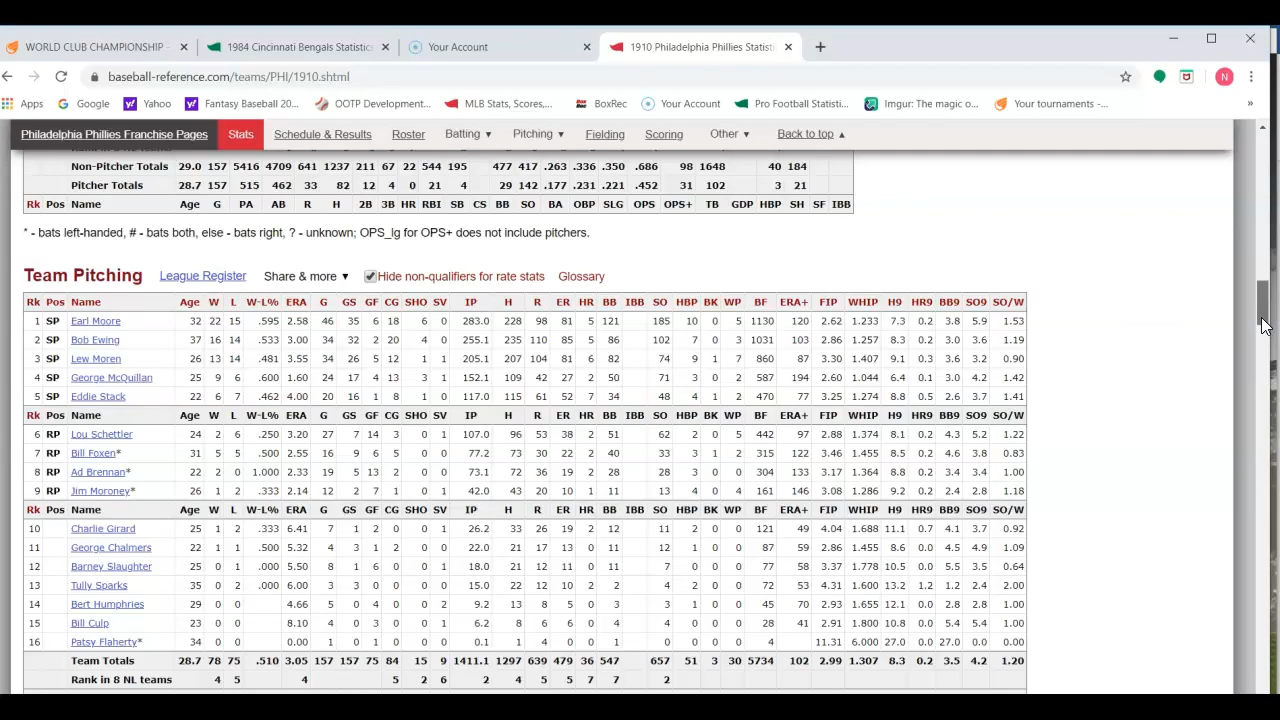 WORLD CLUB CHAMPIONSHIP - 1984 Cincinnati Bengals Statistics Your Account 1910 Philadelphia Phillies Statisti
baseball-reference.com/teams/PHI/1910.shtml N
Apps Google Yahoo Fantasy Baseball 20... OOTP Development... MLB Stats, Scores,... BoxRec Your Account Pro Football Statisti... Imgur: The magic o... Your tournaments -... »
Philadelphia Phillies Franchise Pages Stats Schedule & Results Roster Batting ▼ Pitching ▼ Fielding Scoring Other ▼ Back to top ▲
Non-Pitcher Totals 29.0 157 5416 4709 641 1237 211 67 22 544 195 477 417 .263 .336 .350 .686 98 1648 40 184
Pitcher Totals 28.7 157 515 462 33 82 12 4 0 21 4 29 142 .177 .231 .221 .452 31 102 3 21
Rk Pos Name Age G PA AB R H 2B 3B HR RBI SB CS BB SO BA OBP SLG OPS OPS+ TB GDP HBP SH SF IBB
* - bats left-handed, # - bats both, else - bats right, ? - unknown; OPS_lg for OPS+ does not include pitchers.
Team Pitching League Register Share & more ▼ Hide non-qualifiers for rate stats Glossary
Rk Pos Name Age W L W-L% ERA G GS GF CG SHO SV IP H R ER HR BB IBB SO HBP BK WP BF ERA+ FIP WHIP H9 HR9 BB9 SO9 SO/W
1 SP Earl Moore 32 22 15 .595 2.58 46 35 6 18 6 0 283.0 228 98 81 5 121 185 10 0 5 1130 120 2.62 1.233 7.3 0.2 3.8 5.9 1.53
2 SP Bob Ewing 37 16 14 .533 3.00 34 32 2 20 4 0 255.1 235 110 85 5 86 102 7 0 3 1031 103 2.86 1.257 8.3 0.2 3.0 3.6 1.19
3 SP Lew Moren 26 13 14 .481 3.55 34 26 5 12 1 1 205.1 207 104 81 6 82 74 9 1 7 860 87 3.30 1.407 9.1 0.3 3.6 3.2 0.90
4 SP George McQuillan 25 9 6 .600 1.60 24 17 4 13 3 1 152.1 109 42 27 2 50 71 3 0 2 587 194 2.60 1.044 6.4 0.1 3.0 4.2 1.42
5 SP Eddie Stack 22 6 7 .462 4.00 20 16 1 8 1 0 117.0 115 61 52 7 34 48 4 1 2 470 77 3.25 1.274 8.8 0.5 2.6 3.7 1.41
Rk Pos Name Age W L W-L% ERA G GS GF CG SHO SV IP H R ER HR BB IBB SO HBP BK WP BF ERA+ FIP WHIP H9 HR9 BB9 SO9 SO/W
6 RP Lou Schettler 24 2 6 .250 3.20 27 7 14 3 0 1 107.0 96 53 38 2 51 62 2 0 5 442 97 2.88 1.374 8.1 0.2 4.3 5.2 1.22
7 RP Bill Foxen* 31 5 5 .500 2.55 16 9 6 5 0 0 77.2 73 30 22 2 40 33 3 1 2 315 122 3.46 1.455 8.5 0.2 4.6 3.8 0.83
8 RP Ad Brennan* 22 2 0 1.000 2.33 19 5 13 2 0 0 73.1 72 36 19 2 28 28 3 0 0 304 133 3.17 1.364 8.8 0.2 3.4 3.4 1.00
9 RP Jim Moroney* 26 1 2 .333 2.14 12 2 7 1 0 1 42.0 43 20 10 1 11 13 4 0 4 161 146 3.08 1.286 9.2 0.2 2.4 2.8 1.18
Rk Pos Name Age W L W-L% ERA G GS GF CG SHO SV IP H R ER HR BB IBB SO HBP BK WP BF ERA+ FIP WHIP H9 HR9 BB9 SO9 SO/W
10 Charlie Girard 25 1 2 .333 6.41 7 1 2 0 0 1 26.2 33 26 19 2 12 11 2 0 0 121 49 4.04 1.688 11.1 0.7 4.1 3.7 0.92
11 George Chalmers 22 1 1 .500 5.32 4 3 1 2 0 0 22.0 21 17 13 0 11 12 1 0 0 87 59 2.86 1.455 8.6 0.0 4.5 4.9 1.09
12 Barney Slaughter 25 0 1 .000 5.50 8 1 6 0 0 1 18.0 21 12 11 0 11 7 0 0 0 77 58 3.37 1.778 10.5 0.0 5.5 3.5 0.64
13 Tully Sparks 35 0 2 .000 6.00 3 3 0 0 0 0 15.0 22 12 10 2 2 4 2 0 0 72 53 4.31 1.600 13.2 1.2 1.2 2.4 2.00
14 Bert Humphries 29 0 0 4.66 5 0 4 0 0 2 9.2 13 8 5 0 3 3 1 0 0 45 70 2.93 1.655 12.1 0.0 2.8 2.8 1.00
15 Bill Culp 23 0 0 8.10 4 0 3 0 0 1 6.2 8 6 6 0 4 4 0 0 0 28 41 2.91 1.800 10.8 0.0 5.4 5.4 1.00
16 Patsy Flaherty* 34 0 0 0.00 1 0 1 0 0 0 0.1 1 4 0 0 1 0 0 0 0 4 11.31 6.000 27.0 0.0 27.0 0.0 0.00
Team Totals 28.7 78 75 .510 3.05 157 157 75 84 15 9 1411.1 1297 639 479 36 547 657 51 3 30 5734 102 2.99 1.307 8.3 0.2 3.5 4.2 1.20
Rank in 8 NL teams 4 5 4 5 2 6 2 4 5 5 7 7 2